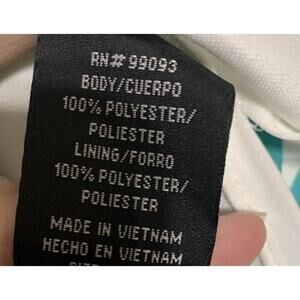 RN# 99093
BODY/CUERPO
100% POLYESTER/
POLIESTER
LINING/FORRO
100% POLYESTER/
POLIESTER
MADE IN VIETNAM
HECHO EN VIETNAM